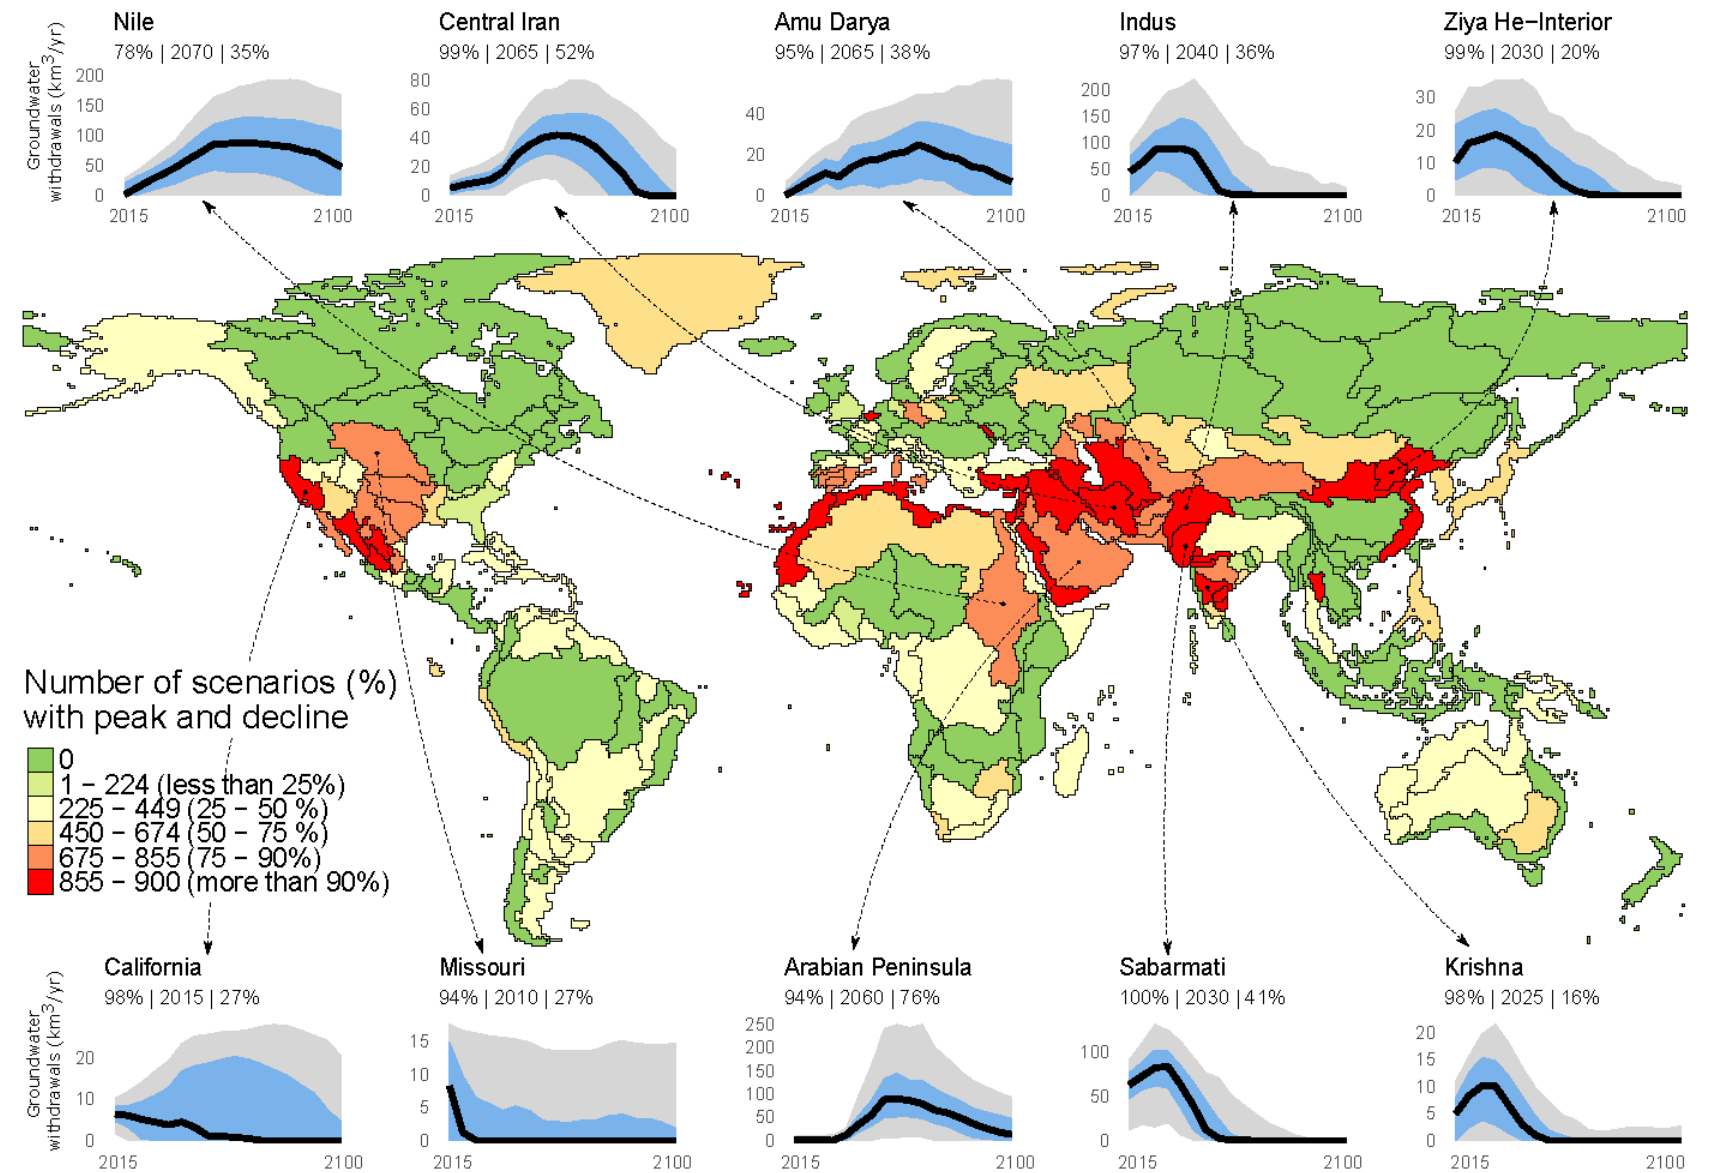 Nile
78% | 2070 | 35%
Groundwater
withdrawals (km³/yr)
200
150
100
50
0
2015
2100
Central Iran
99% | 2065 | 52%
80
60
40
20
0
2015
2100
Amu Darya
95% | 2065 | 38%
40
20
0
2015
2100
Indus
97% | 2040 | 36%
200
150
100
50
0
2015
2100
Ziya He−Interior
99% | 2030 | 20%
30
20
10
0
2015
2100
Number of scenarios (%)
with peak and decline
0
1 − 224 (less than 25%)
225 − 449 (25 − 50 %)
450 − 674 (50 − 75 %)
675 − 855 (75 − 90%)
855 − 900 (more than 90%)
California
98% | 2015 | 27%
Groundwater
withdrawals (km³/yr)
20
10
0
2015
2100
Missouri
94% | 2010 | 27%
15
10
5
0
2015
2100
Arabian Peninsula
94% | 2060 | 76%
250
200
150
100
50
0
2015
2100
Sabarmati
100% | 2030 | 41%
100
50
0
2015
2100
Krishna
98% | 2025 | 16%
20
15
10
5
0
2015
2100